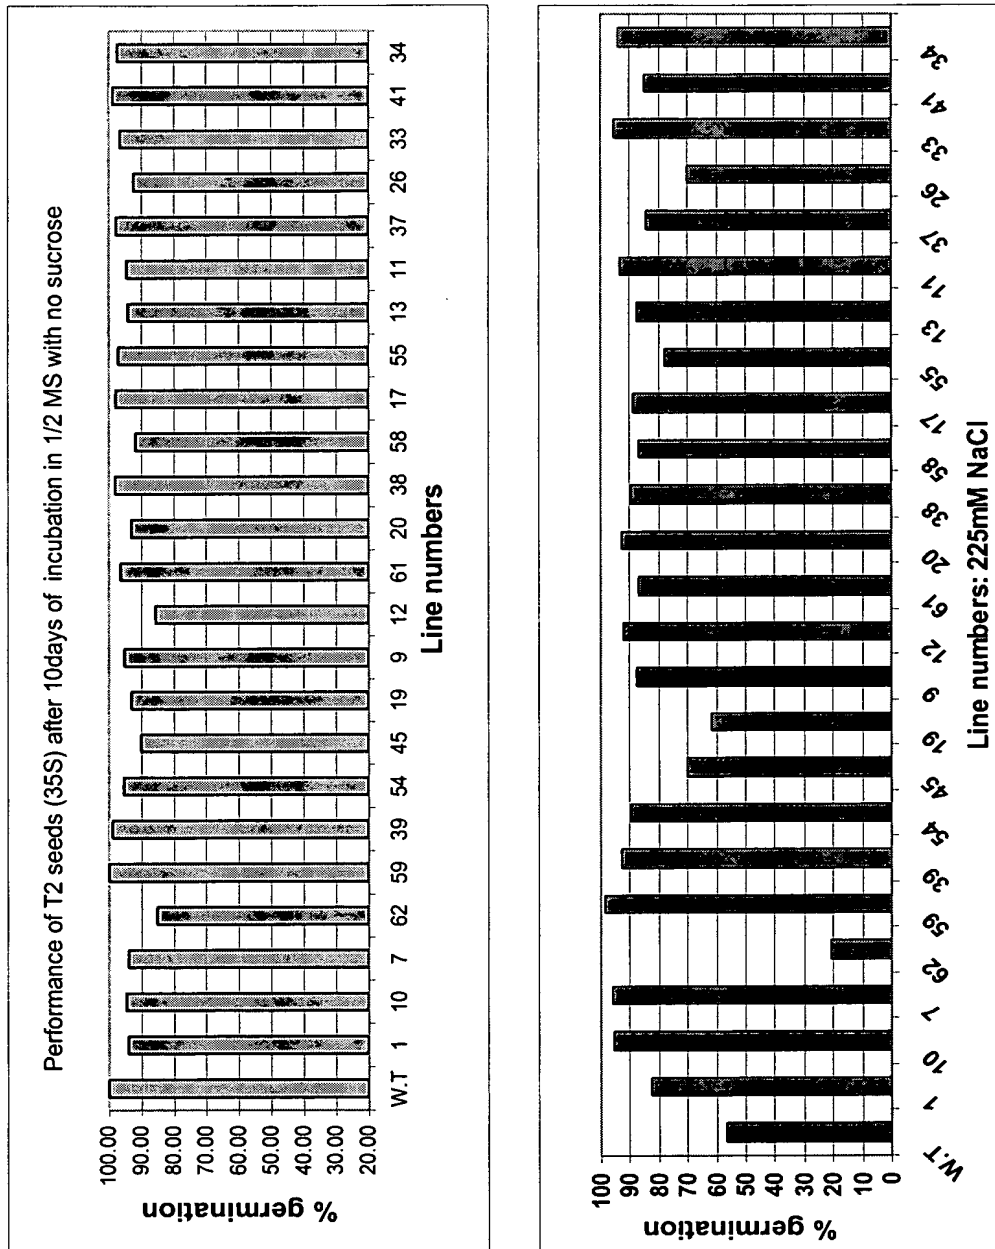 Performance of T2 seeds (35S) after 10days of incubation in 1/2 MS with no sucrose
% germination
100.00
90.00
80.00
70.00
60.00
50.00
40.00
30.00
20.00
W.T 1 10 7 62 59 39 54 45 19 9 12 61 20 38 58 17 55 13 11 37 26 33 41 34
Line numbers
% germination
100
90
80
70
60
50
40
30
20
10
0
W.T 1 10 7 62 59 39 54 45 19 9 12 61 20 38 58 17 55 13 11 37 26 33 41 34
Line numbers: 225mM NaCl